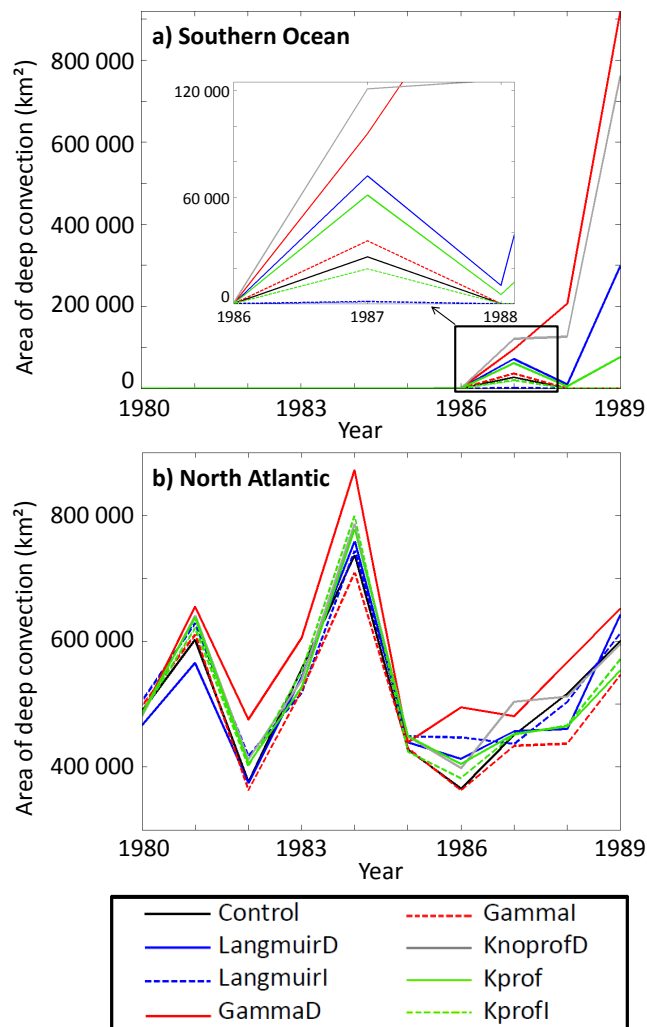 a) Southern Ocean
Area of deep convection (km²)
800 000
600 000
400 000
200 000
0
120 000
60 000
0
1986 1987 1988
1980 1983 1986 1989
Year
b) North Atlantic
Area of deep convection (km²)
800 000
600 000
400 000
1980 1983 1986 1989
Year
Control GammaI
LangmuirD KnoprofD
LangmuirI Kprof
GammaD KprofI